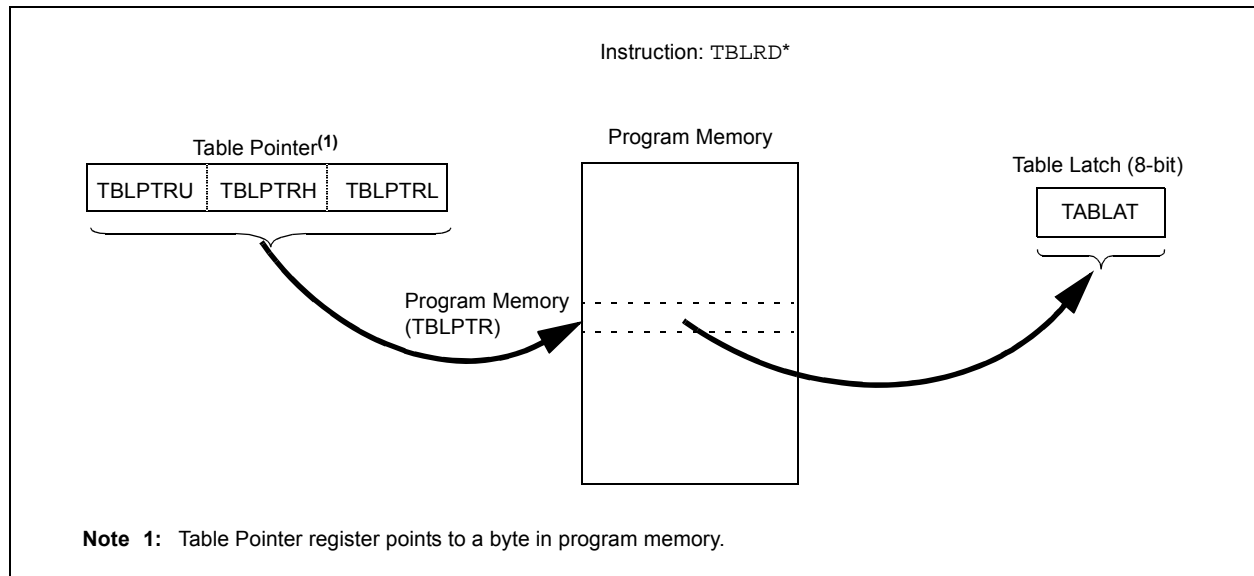 Instruction: TBLRD*
Table Pointer(1)
TBLPTRU TBLPTRH TBLPTRL
Program Memory
Table Latch (8-bit)
TABLAT
Program Memory
(TBLPTR)
Note 1: Table Pointer register points to a byte in program memory.